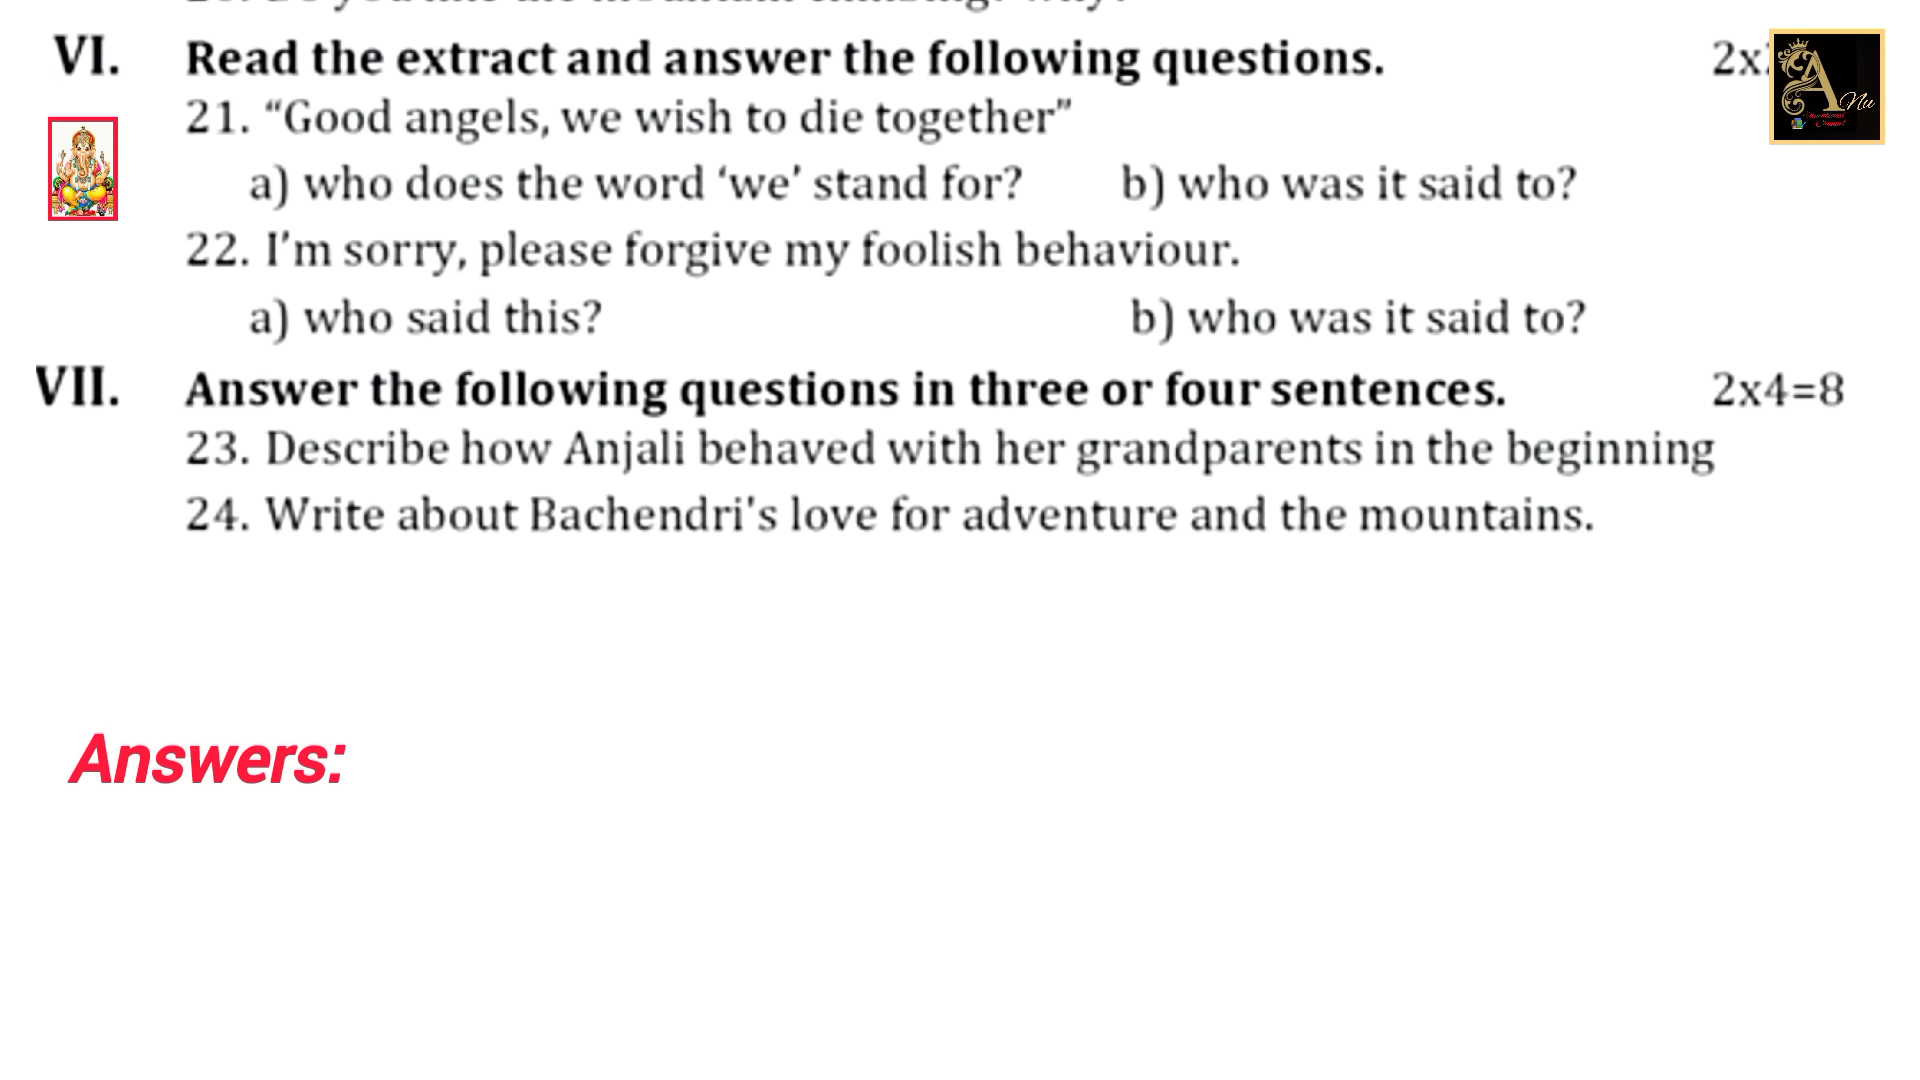 VI. Read the extract and answer the following questions. 2x
21. “Good angels, we wish to die together”
a) who does the word ‘we’ stand for? b) who was it said to?
22. I'm sorry, please forgive my foolish behaviour.
a) who said this? b) who was it said to?
VII. Answer the following questions in three or four sentences. 2x4=8
23. Describe how Anjali behaved with her grandparents in the beginning
24. Write about Bachendri's love for adventure and the mountains.
Answers:
A Nu